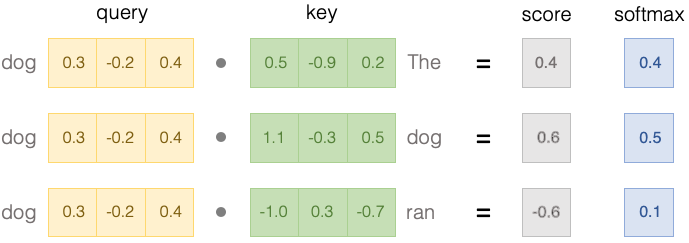 query key score softmax
dog 0.3 -0.2 0.4 • 0.5 -0.9 0.2 The = 0.4 0.4
dog 0.3 -0.2 0.4 • 1.1 -0.3 0.5 dog = 0.6 0.5
dog 0.3 -0.2 0.4 • -1.0 0.3 -0.7 ran = -0.6 0.1